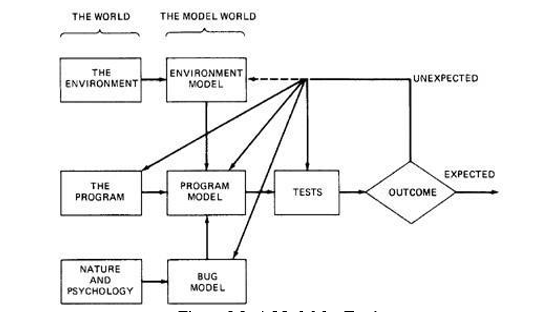 THE WORLD
THE MODEL WORLD
THE
ENVIRONMENT
ENVIRONMENT
MODEL
UNEXPECTED
THE
PROGRAM
PROGRAM
MODEL
TESTS
OUTCOME
EXPECTED
NATURE
AND
PSYCHOLOGY
BUG
MODEL